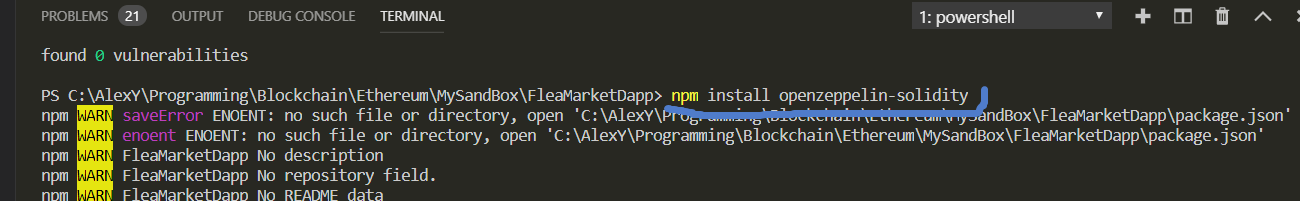 PROBLEMS 21 OUTPUT DEBUG CONSOLE TERMINAL 1: powershell
found 0 vulnerabilities
PS C:\AlexY\Programming\Blockchain\Ethereum\MySandBox\FleaMarketDapp> npm install openzeppelin-solidity
npm WARN saveError ENOENT: no such file or directory, open 'C:\AlexY\Programming\Blockchain\Ethereum\MySandBox\FleaMarketDapp\package.json'
npm WARN enoent ENOENT: no such file or directory, open 'C:\AlexY\Programming\Blockchain\Ethereum\MySandBox\FleaMarketDapp\package.json'
npm WARN FleaMarketDapp No description
npm WARN FleaMarketDapp No repository field.
npm WARN FleaMarketDapp No README data